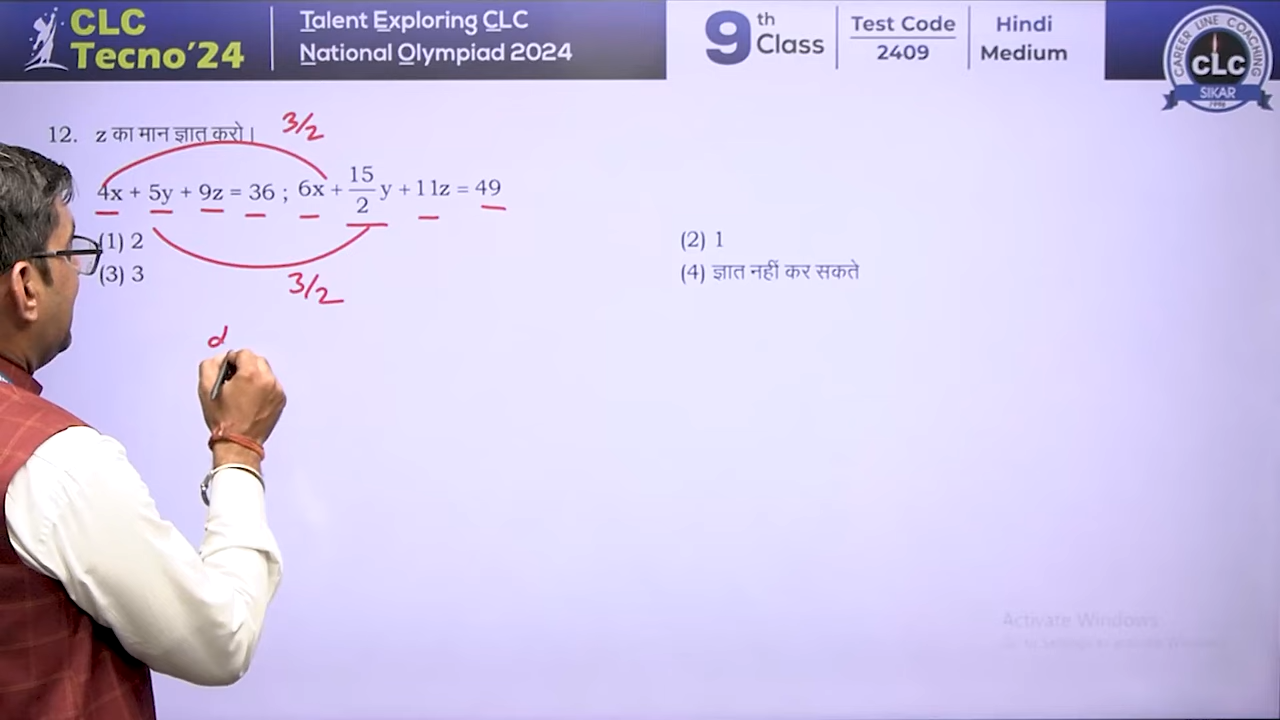 CLC
Tecno'24
Talent Exploring CLC
National Olympiad 2024
9th Class
Test Code
2409
Hindi
Medium
CAREER LINE COACHING
CLC
SIKAR
1996
12. z का मान ज्ञात करो।
3/2
4x + 5y + 9z = 36 ; 6x + 15/2 y + 11z = 49
(1) 2
(2) 1
(3) 3
(4) ज्ञात नहीं कर सकते
3/2
d
Activate Windows